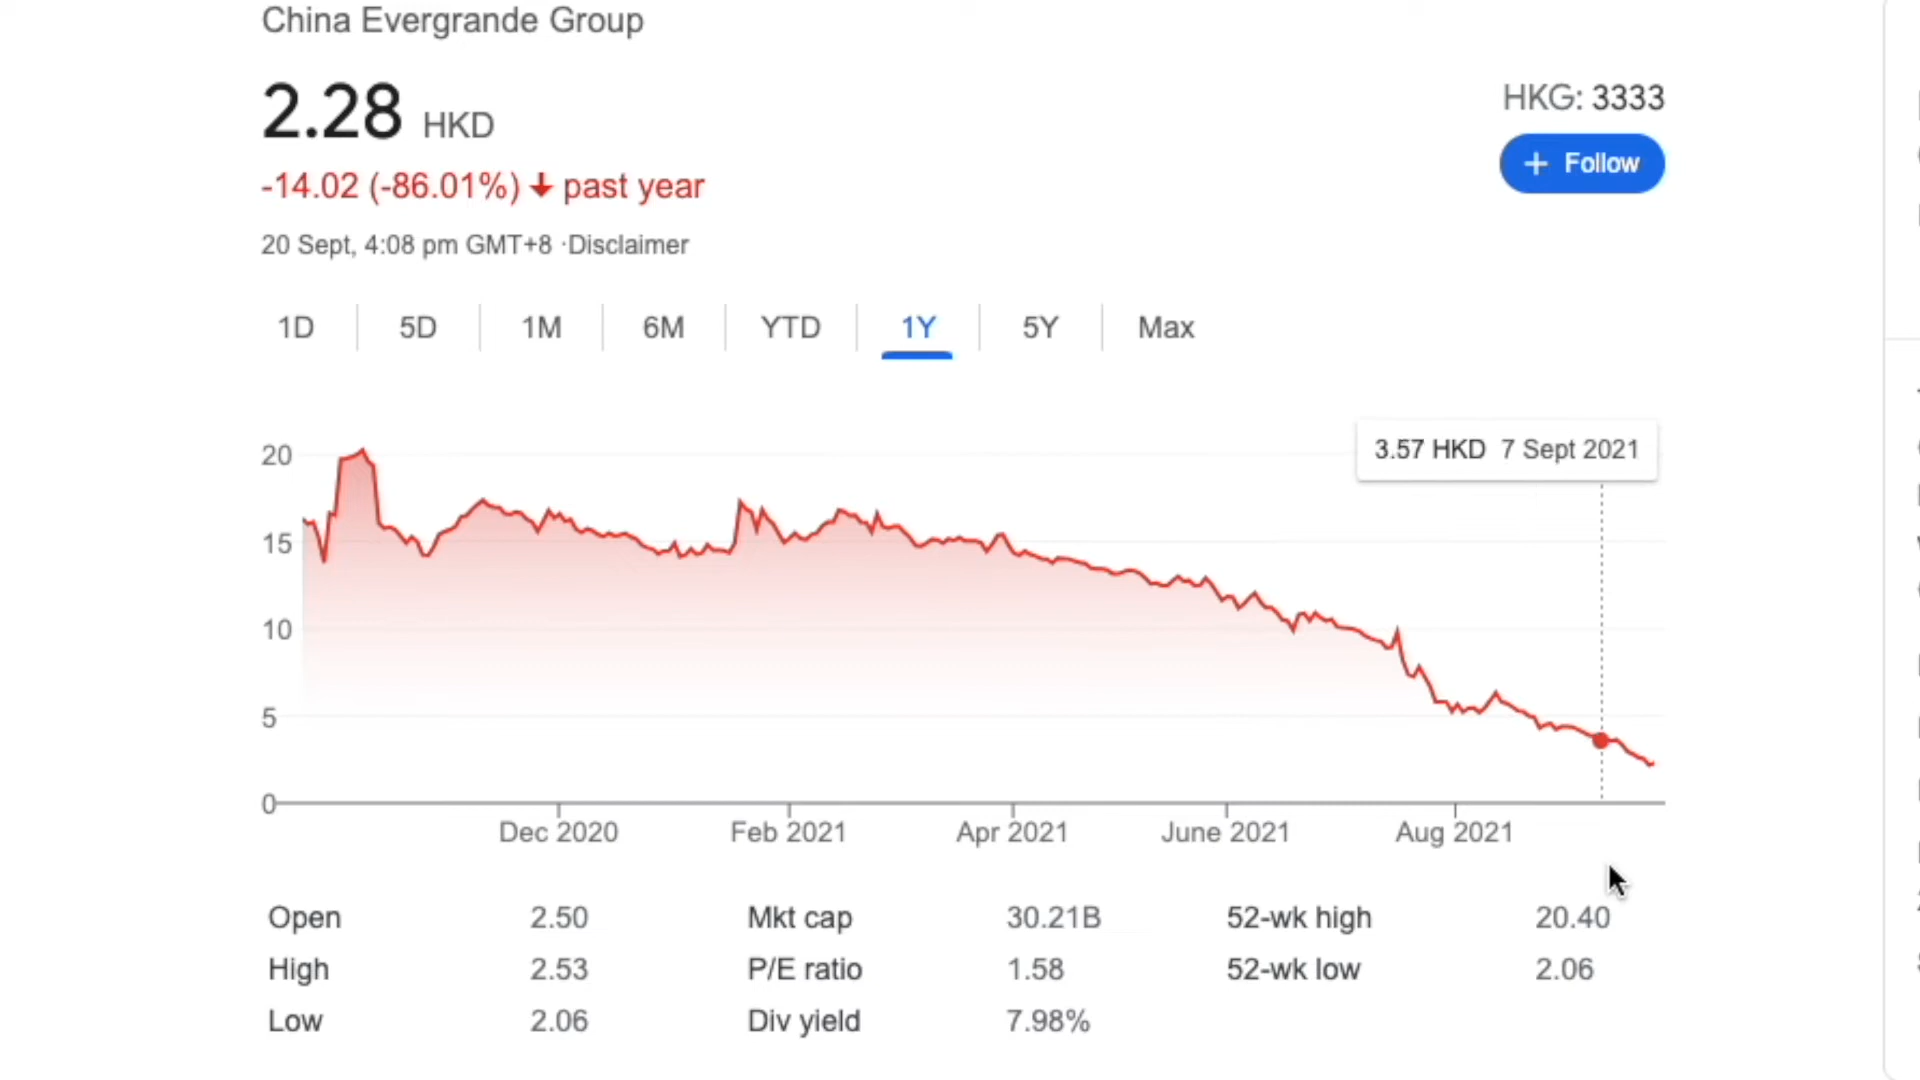 China Evergrande Group
2.28 HKD
HKG: 3333
-14.02 (-86.01%) ↓ past year
+ Follow
20 Sept, 4:08 pm GMT+8 ·Disclaimer
1D 5D 1M 6M YTD 1Y 5Y Max
3.57 HKD 7 Sept 2021
20
15
10
5
0
Dec 2020 Feb 2021 Apr 2021 June 2021 Aug 2021
Open 2.50 Mkt cap 30.21B 52-wk high 20.40
High 2.53 P/E ratio 1.58 52-wk low 2.06
Low 2.06 Div yield 7.98%